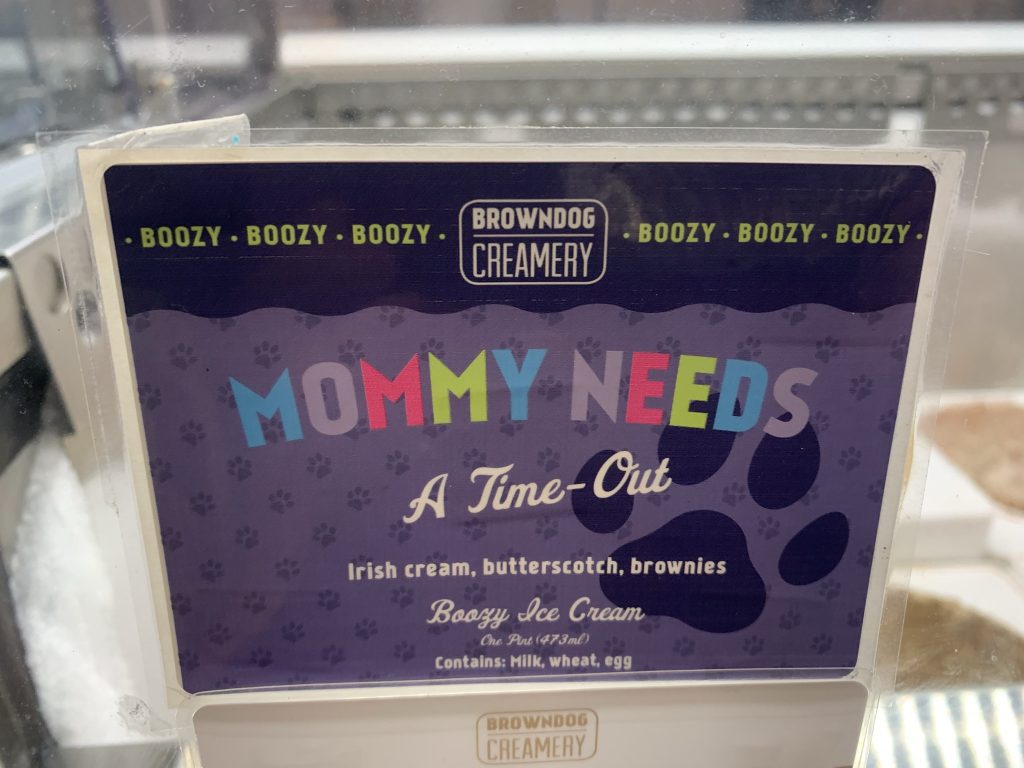 · BOOZY · BOOZY · BOOZY · BROWNDOG CREAMERY · BOOZY · BOOZY · BOOZY ·
MOMMY NEEDS
A Time-Out
Irish cream, butterscotch, brownies
Boozy Ice Cream
One Pint (473ml)
Contains: Milk, wheat, egg
BROWNDOG
CREAMERY